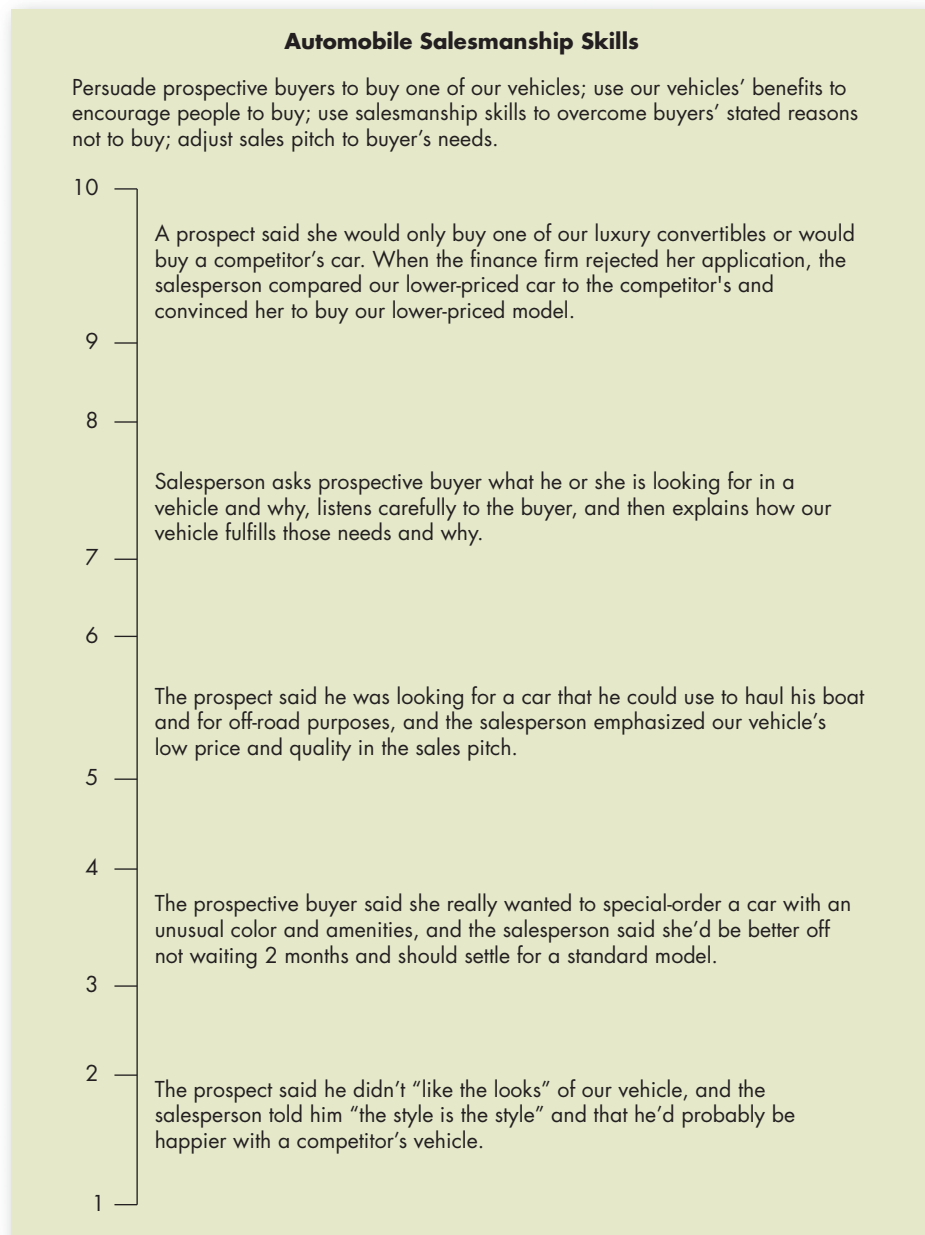 Automobile Salesmanship Skills
Persuade prospective buyers to buy one of our vehicles; use our vehicles’ benefits to
encourage people to buy; use salesmanship skills to overcome buyers’ stated reasons
not to buy; adjust sales pitch to buyer’s needs.
10
A prospect said she would only buy one of our luxury convertibles or would
buy a competitor’s car. When the finance firm rejected her application, the
salesperson compared our lower-priced car to the competitor's and
convinced her to buy our lower-priced model.
9
8
Salesperson asks prospective buyer what he or she is looking for in a
vehicle and why, listens carefully to the buyer, and then explains how our
vehicle fulfills those needs and why.
7
6
The prospect said he was looking for a car that he could use to haul his boat
and for off-road purposes, and the salesperson emphasized our vehicle’s
low price and quality in the sales pitch.
5
4
The prospective buyer said she really wanted to special-order a car with an
unusual color and amenities, and the salesperson said she’d be better off
not waiting 2 months and should settle for a standard model.
3
2
The prospect said he didn’t “like the looks” of our vehicle, and the
salesperson told him “the style is the style” and that he’d probably be
happier with a competitor’s vehicle.
1